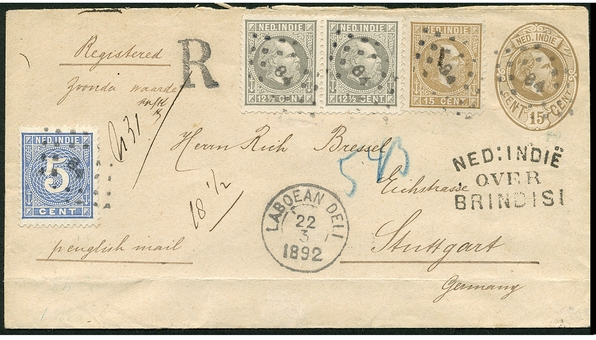 Registered
R
zonder waarde
NED. INDIE
12½ CENT
NED. INDIE
12½ CENT
NED. INDIE
15 CENT
NED. INDIE
15
CENT CENT
NED. INDIE
5
CENT
Herrn Rich Bressel
Eichstrasse
Stuttgart
Germany
18 1/2
p english mail
LABOEAN DELI
22
3
1892
NED: INDIË
OVER
BRINDISI